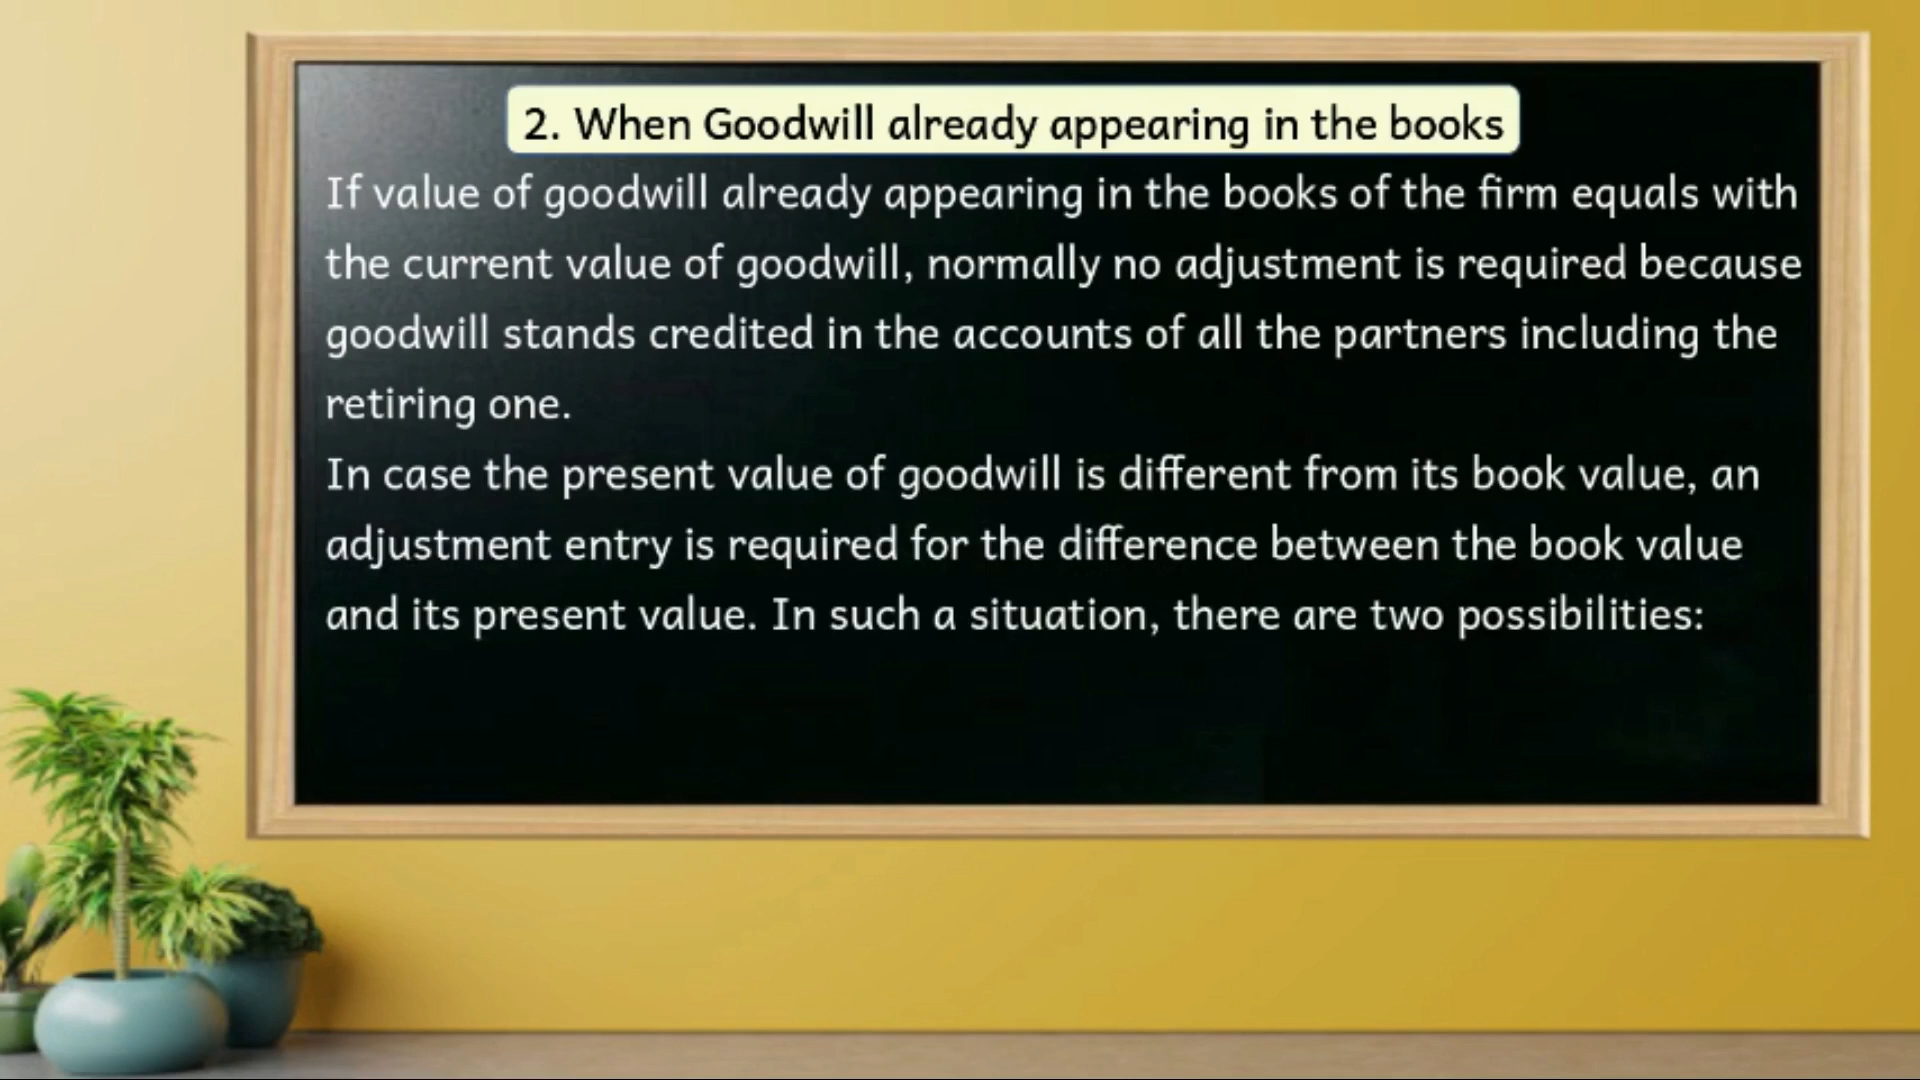 2. When Goodwill already appearing in the books
If value of goodwill already appearing in the books of the firm equals with
the current value of goodwill, normally no adjustment is required because
goodwill stands credited in the accounts of all the partners including the
retiring one.
In case the present value of goodwill is different from its book value, an
adjustment entry is required for the difference between the book value
and its present value. In such a situation, there are two possibilities: